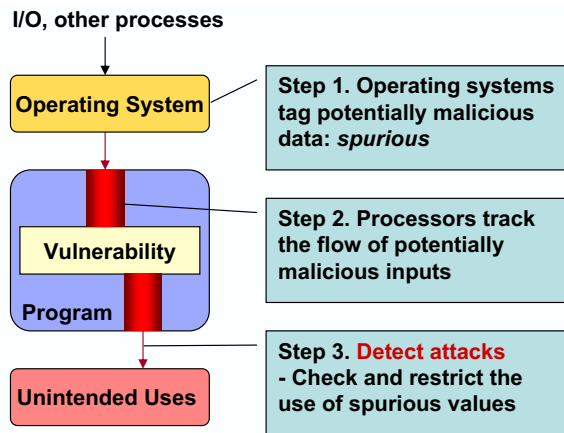 I/O, other processes
Operating System
Step 1. Operating systems
tag potentially malicious
data: spurious
Vulnerability
Program
Step 2. Processors track
the flow of potentially
malicious inputs
Unintended Uses
Step 3. Detect attacks
- Check and restrict the
use of spurious values